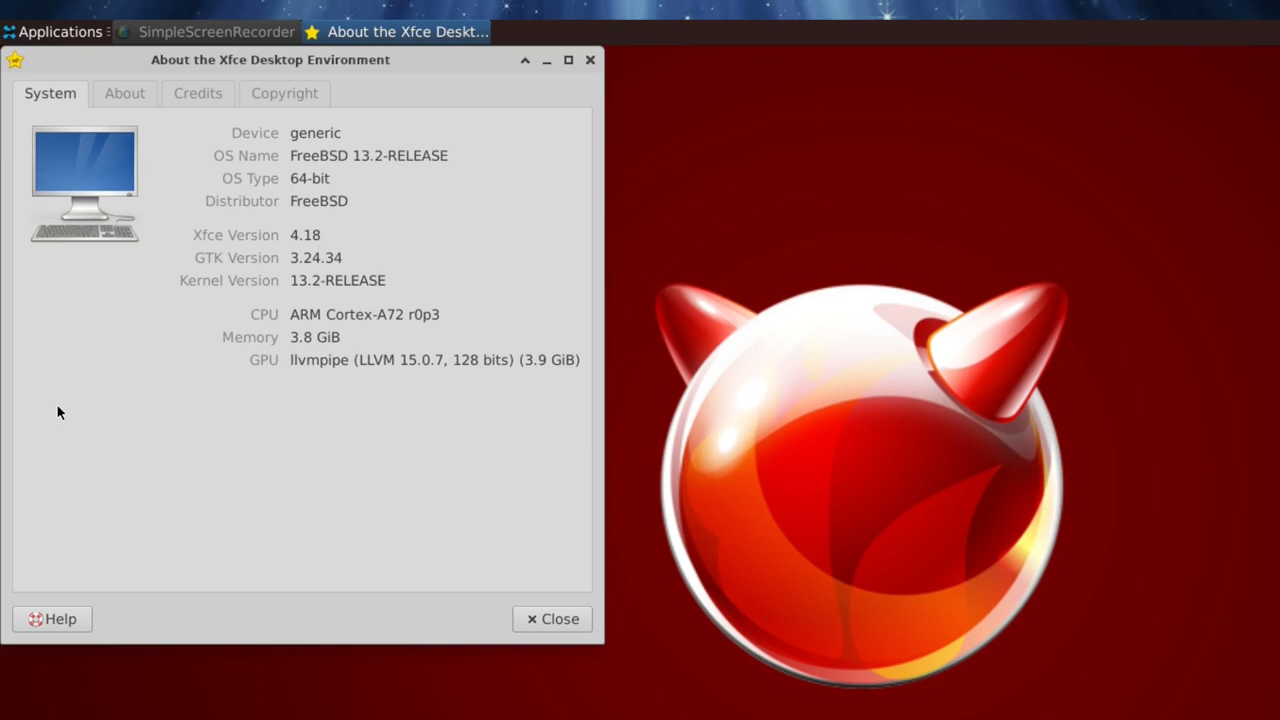 Applications SimpleScreenRecorder About the Xfce Deskt...
About the Xfce Desktop Environment
System About Credits Copyright
Device generic
OS Name FreeBSD 13.2-RELEASE
OS Type 64-bit
Distributor FreeBSD
Xfce Version 4.18
GTK Version 3.24.34
Kernel Version 13.2-RELEASE
CPU ARM Cortex-A72 r0p3
Memory 3.8 GiB
GPU llvmpipe (LLVM 15.0.7, 128 bits) (3.9 GiB)
Help Close